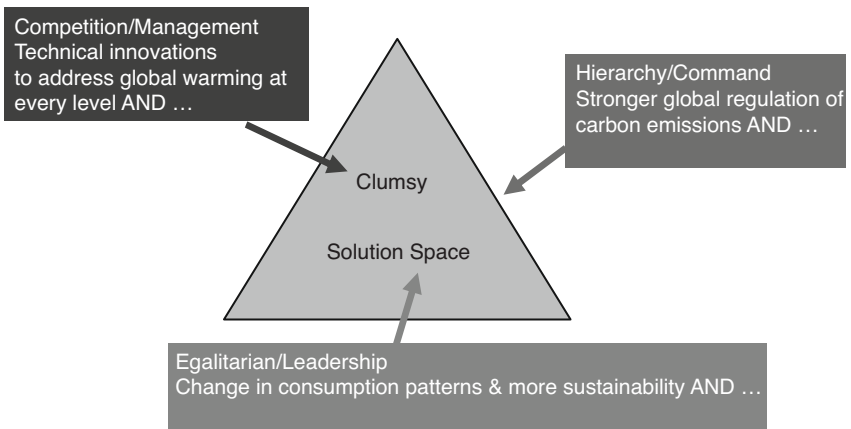 Competition/Management
Technical innovations
to address global warming at
every level AND …
Hierarchy/Command
Stronger global regulation of
carbon emissions AND …
Clumsy
Solution Space
Egalitarian/Leadership
Change in consumption patterns & more sustainability AND …